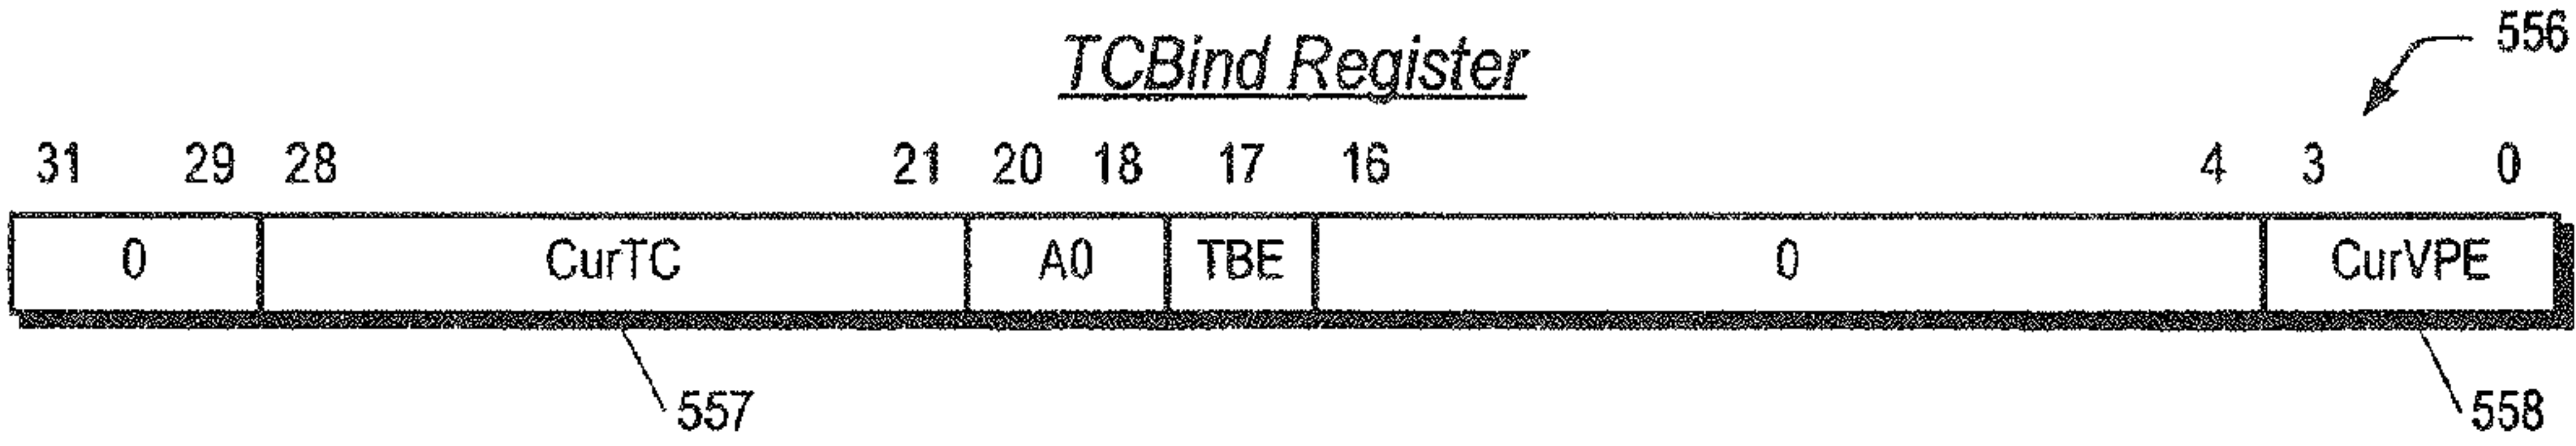 TCBind Register
556
31 29 28 21 20 18 17 16 4 3 0
0 CurTC A0 TBE 0 CurVPE
557 558